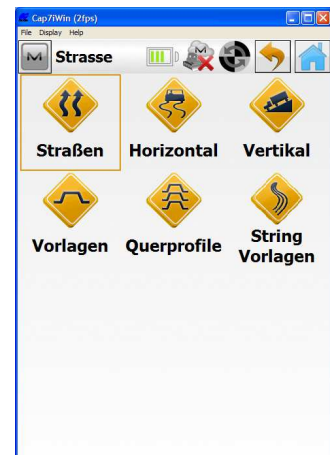 Cap7iWin (2fps)
File Display Help
M Strasse
M
Straßen Horizontal Vertikal
Vorlagen Querprofile String
Vorlagen